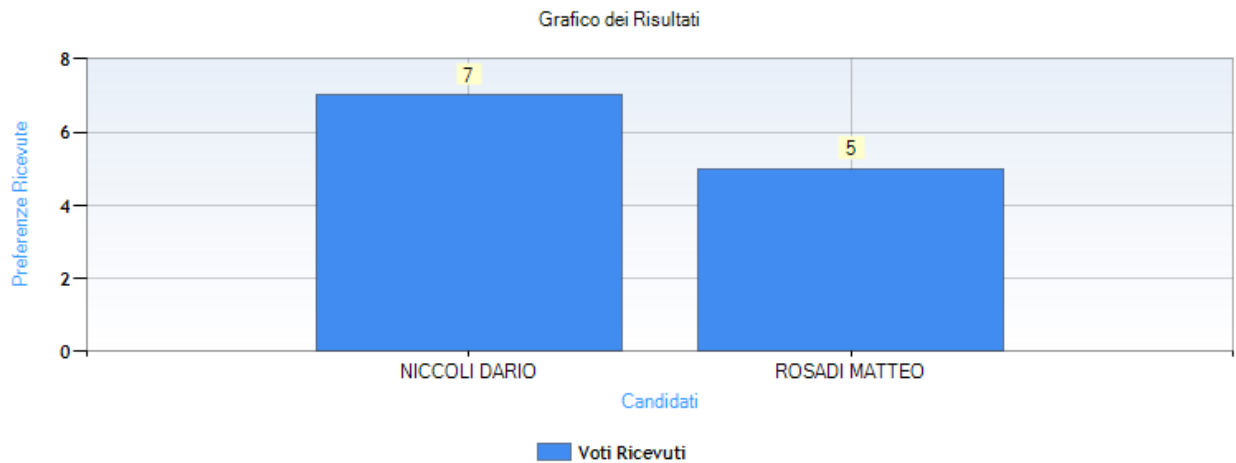 Grafico dei Risultati
Preferenze Ricevute
8
6
4
2
0
7
5
NICCOLI DARIO
ROSADI MATTEO
Candidati
Voti Ricevuti